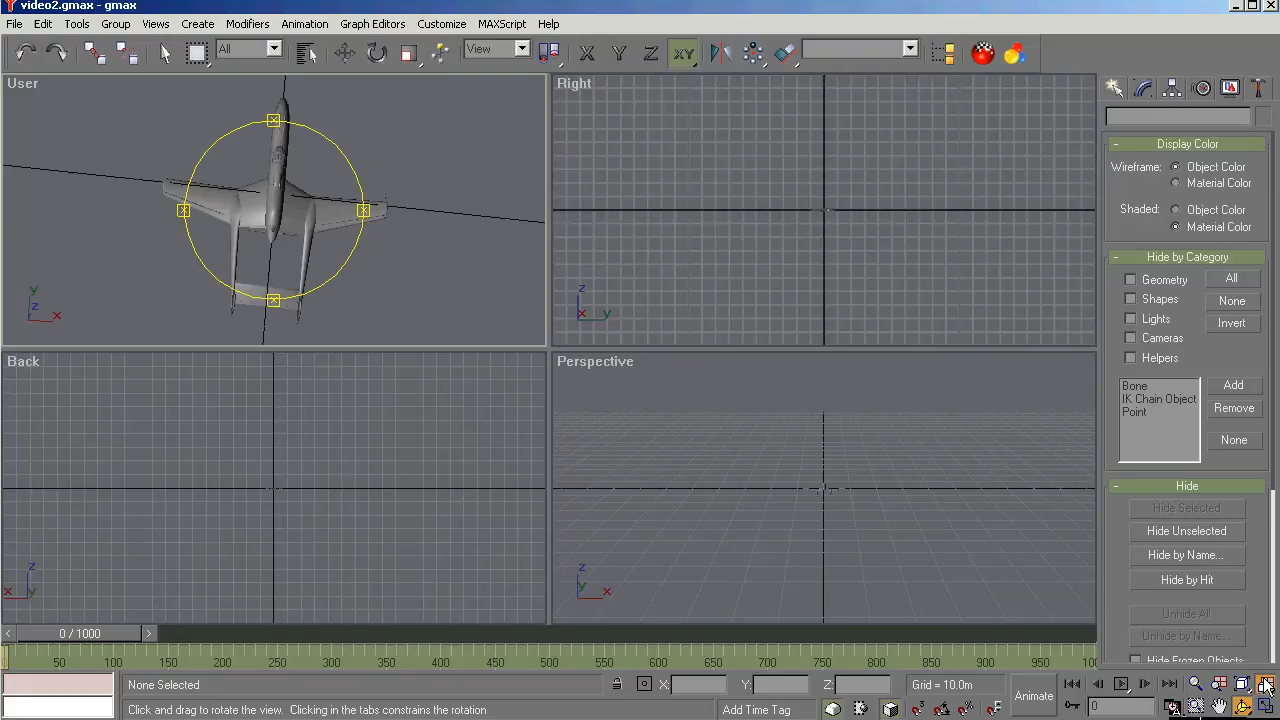 video2.gmax - gmax
File Edit Tools Group Views Create Modifiers Animation Graph Editors Customize MAXScript Help
All View X Y Z XY
User
Right
Display Color
Wireframe: Object Color
Material Color
Shaded: Object Color
Material Color
Hide by Category
Geometry All
Shapes None
Lights Invert
Cameras
Helpers
z
x y
y
z x
Back
Perspective
Bone Add
IK Chain Object Remove
Point
None
Hide
Hide Selected
Hide Unselected
Hide by Name...
Hide by Hit
Unhide All
Unhide by Name...
Hide Frozen Objects
z
x y
z
y x
< 0 / 1000 >
50 100 150 200 250 300 350 400 450 500 550 600 650 700 750 800 850 900 950
None Selected X: Y: Z: Grid = 10.0m Animate
Click and drag to rotate the view. Clicking in the tabs constrains the rotation Add Time Tag 0